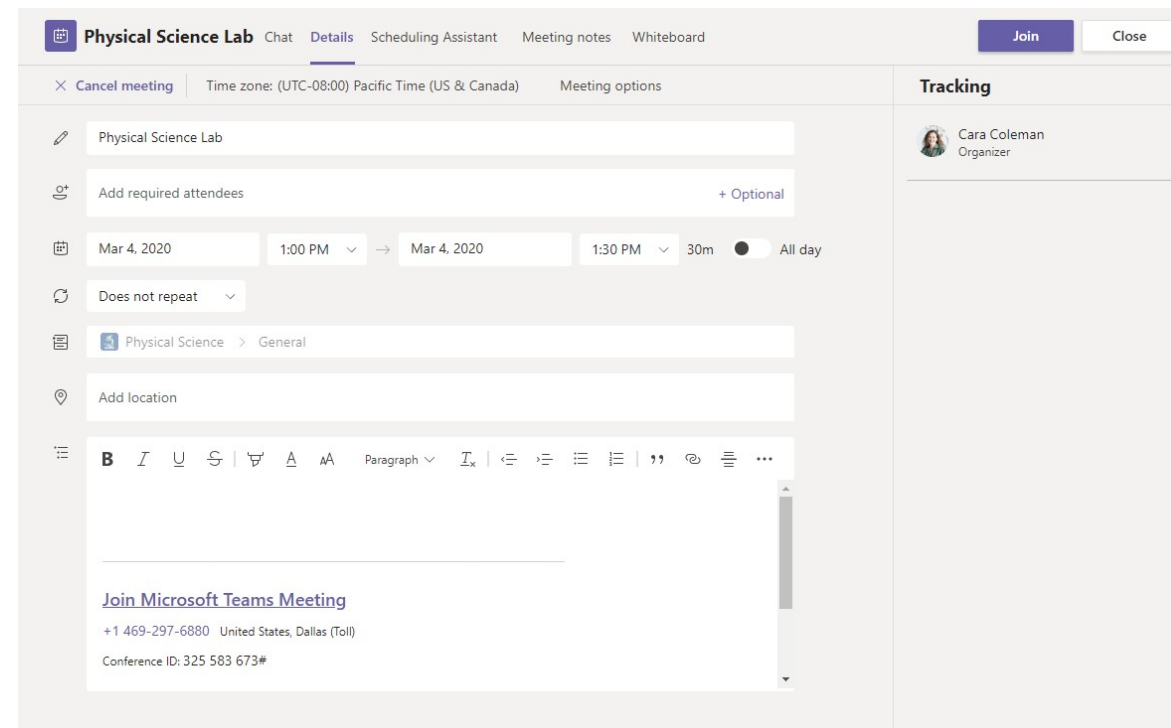 Physical Science Lab Chat Details Scheduling Assistant Meeting notes Whiteboard Join Close
Cancel meeting Time zone: (UTC-08:00) Pacific Time (US & Canada) Meeting options
Tracking
Physical Science Lab
Cara Coleman
Organizer
Add required attendees + Optional
Mar 4, 2020 1:00 PM → Mar 4, 2020 1:30 PM 30m All day
Does not repeat
Physical Science > General
Add location
B I U S A AA Paragraph
Join Microsoft Teams Meeting
+1 469-297-6880 United States, Dallas (Toll)
Conference ID: 325 583 673#